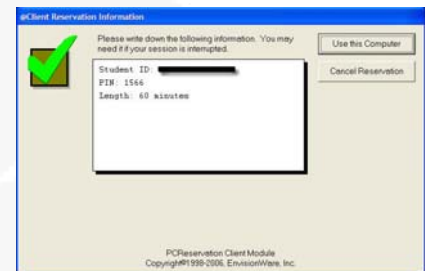 @Client Reservation Information
Please write down the following information. You may
need it if your session is interrupted.
Use this Computer
Cancel Reservation
Student ID:
PIN: 1566
Length: 60 minutes
PCReservation Client Module
Copyright©1998-2006, EnvisionWare, Inc.